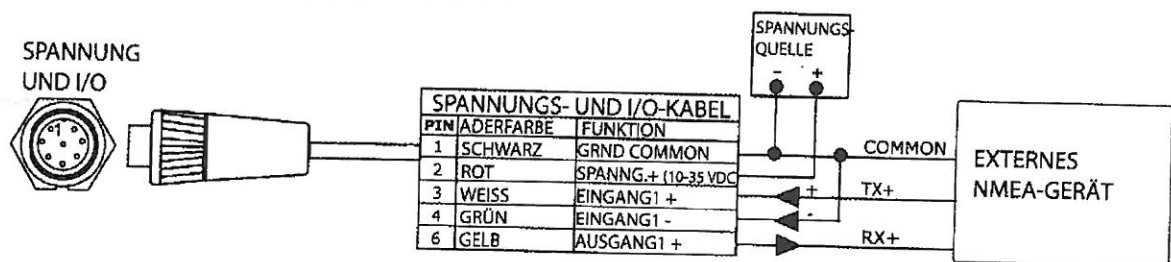 SPANNUNG
UND I/O
1
SPANNUNGS-
QUELLE
- +
SPANNUNGS- UND I/O-KABEL
PIN ADERFARBE FUNKTION
1 SCHWARZ GRND COMMON
2 ROT SPANNG.+ (10-35 VDC
3 WEISS EINGANG1 +
4 GRÜN EINGANG1 -
6 GELB AUSGANG1 +
COMMON
+ TX+
-
RX+
EXTERNES
NMEA-GERÄT